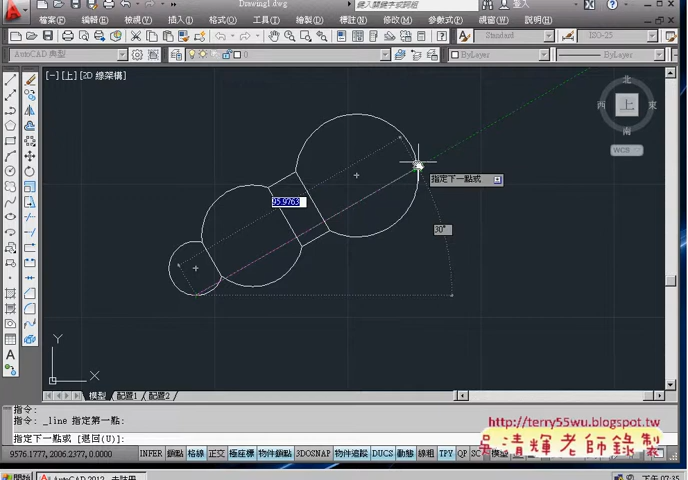 Drawing1.dwg
鍵入關鍵字或片語
登入
檔案(F) 編輯(E) 檢視(V) 插入(I) 格式(O) 工具(T) 繪製(D) 標註(N) 修改(M) 參數式(P) 視窗(W) 說明(H)
Standard ISO-25
AutoCAD 典型 0 ByLayer ByLayer
[-] [上] [2D 線架構]
北
西 上 東
南
WCS
指定下一點或
95.9763
30°
Y
X
模型 配置1 配置2
指令:
指令: _line 指定第一點:
指定下一點或 [退回(U)]:
http://terry55wu.blogspot.tw
吳清輝老師錄製
9576.1777, 2006.2377, 0.0000 INFER 鎖點 格線 正交 極座標 物件鎖點 3DOSNAP 物件追蹤 DUCS 動態 線粗 TPY QP SC 模型
開始 AutoCAD 2012 下午 07:35